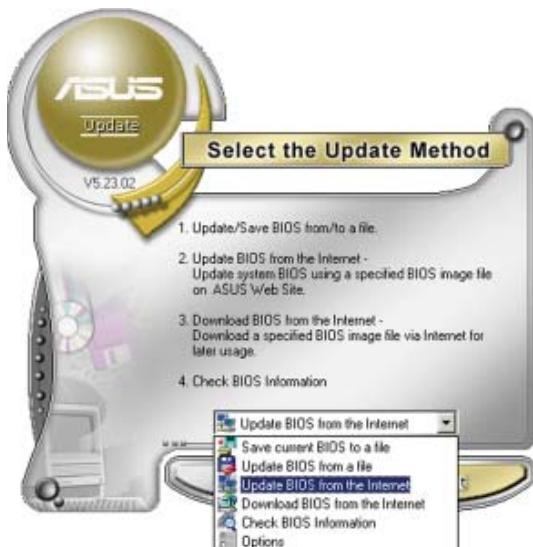 ASUS
Update
V5.23.02
Select the Update Method
1. Update/Save BIOS from/to a file.
2. Update BIOS from the Internet -
Update system BIOS using a specified BIOS image file
on ASUS Web Site.
3. Download BIOS from the Internet -
Download a specified BIOS image file via Internet for
later usage.
4. Check BIOS Information
Update BIOS from the Internet
Save current BIOS to a file
Update BIOS from a file
Update BIOS from the Internet
Download BIOS from the Internet
Check BIOS Information
Options